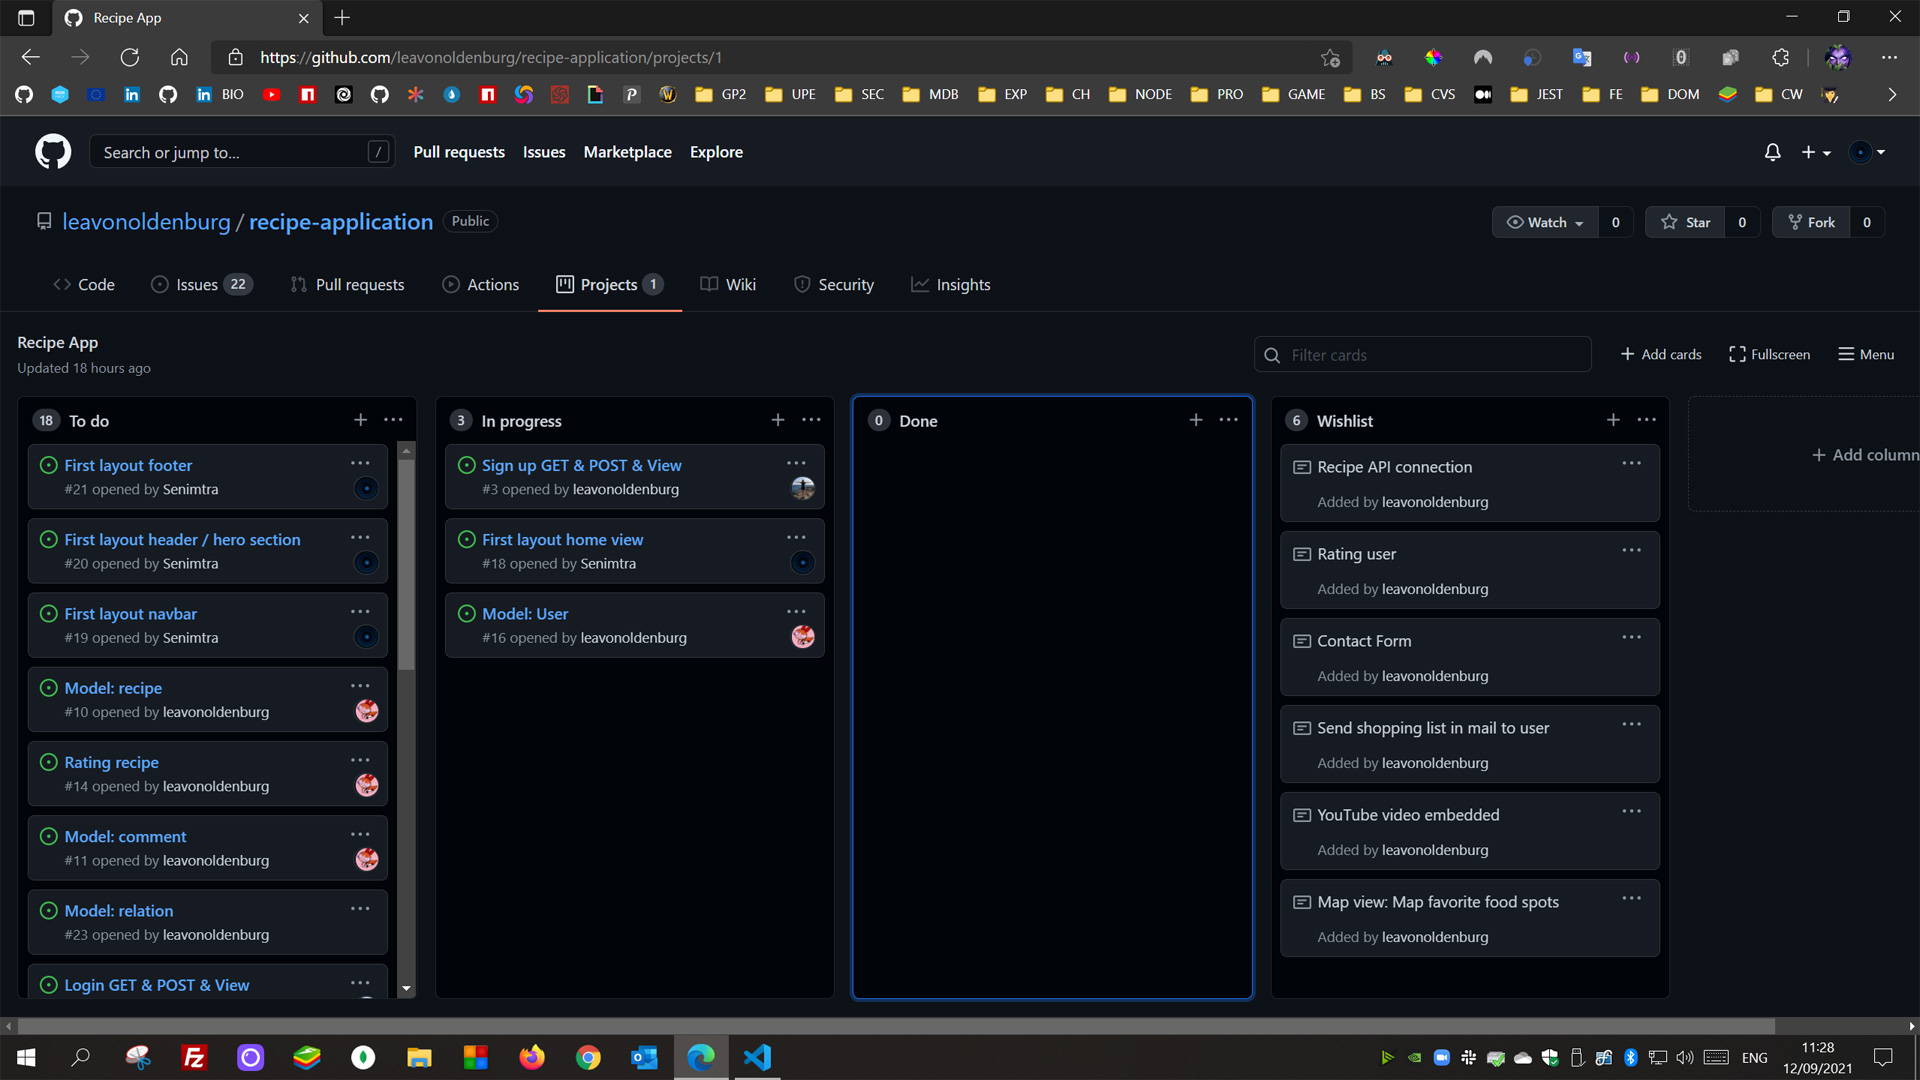 Recipe App
https://github.com/leavonoldenburg/recipe-application/projects/1
BIO
GP2
UPE
SEC
MDB
EXP
CH
NODE
PRO
GAME
BS
CVS
JEST
FE
DOM
CW
Search or jump to...
/
Pull requests
Issues
Marketplace
Explore
leavonoldenburg / recipe-application
Public
Watch
0
Star
0
Fork
0
Code
Issues 22
Pull requests
Actions
Projects 1
Wiki
Security
Insights
Recipe App
Updated 18 hours ago
Filter cards
Add cards
Fullscreen
Menu
18 To do
First layout footer
#21 opened by Senimtra
First layout header / hero section
#20 opened by Senimtra
First layout navbar
#19 opened by Senimtra
Model: recipe
#10 opened by leavonoldenburg
Rating recipe
#14 opened by leavonoldenburg
Model: comment
#11 opened by leavonoldenburg
Model: relation
#23 opened by leavonoldenburg
Login GET & POST & View
3 In progress
Sign up GET & POST & View
#3 opened by leavonoldenburg
First layout home view
#18 opened by Senimtra
Model: User
#16 opened by leavonoldenburg
0 Done
6 Wishlist
Recipe API connection
Added by leavonoldenburg
Rating user
Added by leavonoldenburg
Contact Form
Added by leavonoldenburg
Send shopping list in mail to user
Added by leavonoldenburg
YouTube video embedded
Added by leavonoldenburg
Map view: Map favorite food spots
Added by leavonoldenburg
Add column
ENG
11:28
12/09/2021